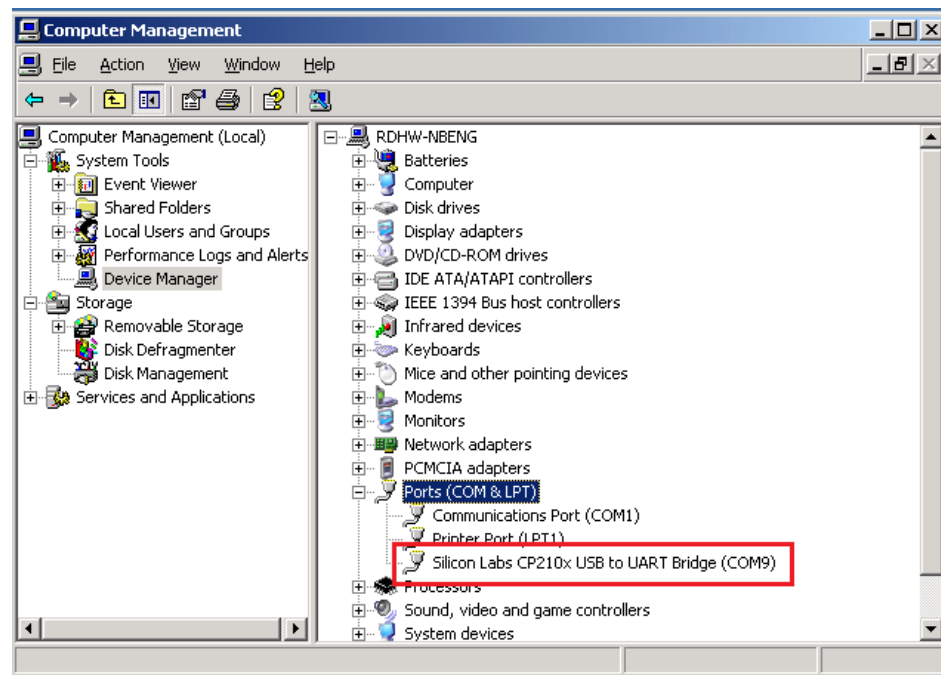 Computer Management
File Action View Window Help
Computer Management (Local)
System Tools
Event Viewer
Shared Folders
Local Users and Groups
Performance Logs and Alerts
Device Manager
Storage
Removable Storage
Disk Defragmenter
Disk Management
Services and Applications
RDHW-NBENG
Batteries
Computer
Disk drives
Display adapters
DVD/CD-ROM drives
IDE ATA/ATAPI controllers
IEEE 1394 Bus host controllers
Infrared devices
Keyboards
Mice and other pointing devices
Modems
Monitors
Network adapters
PCMCIA adapters
Ports (COM & LPT)
Communications Port (COM1)
Printer Port (LPT1)
Silicon Labs CP210x USB to UART Bridge (COM9)
Processors
Sound, video and game controllers
System devices